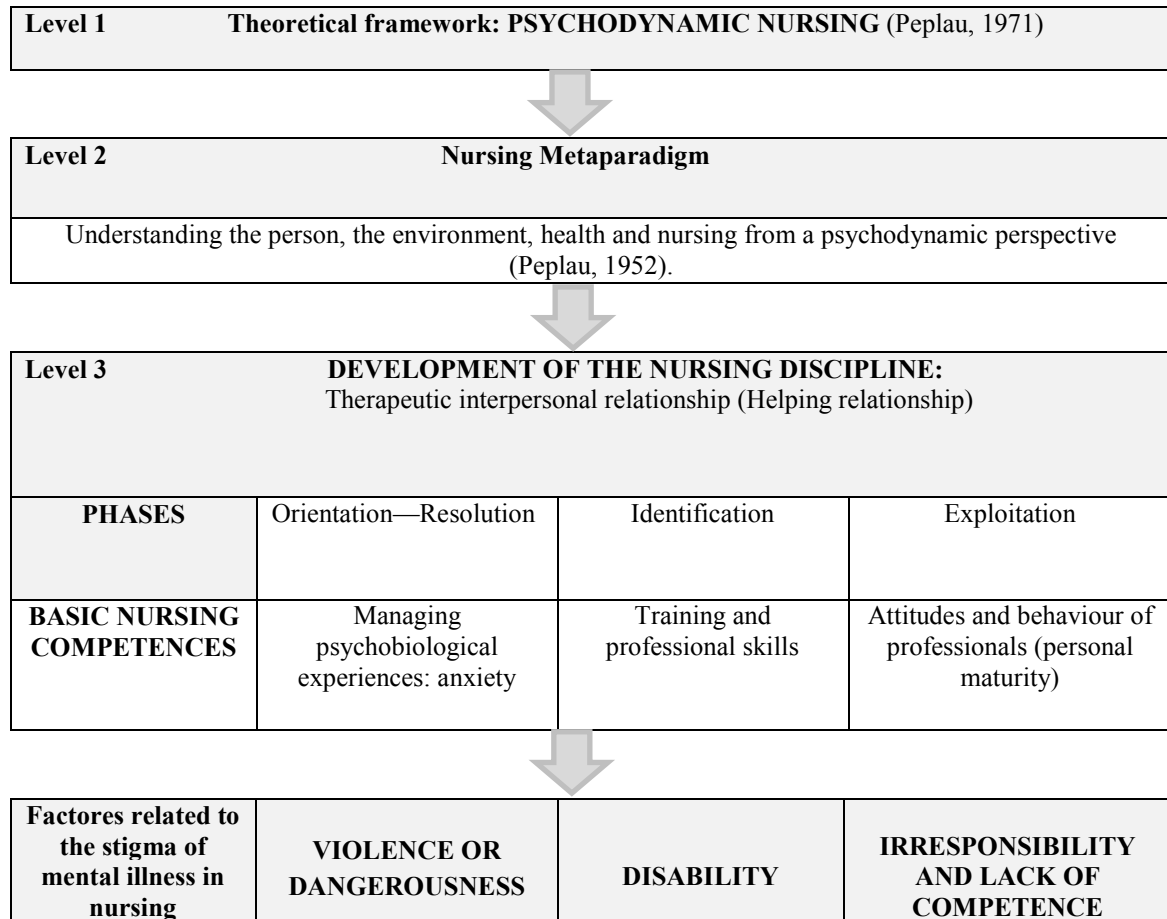 Level 1 Theoretical framework: PSYCHODYNAMIC NURSING (Peplau, 1971)
Level 2 Nursing Metaparadigm
Understanding the person, the environment, health and nursing from a psychodynamic perspective
(Peplau, 1952).
Level 3 DEVELOPMENT OF THE NURSING DISCIPLINE:
Therapeutic interpersonal relationship (Helping relationship)
PHASES
Orientation—Resolution
Identification
Exploitation
BASIC NURSING
COMPETENCES
Managing
psychobiological
experiences: anxiety
Training and
professional skills
Attitudes and behaviour of
professionals (personal
maturity)
Factores related to
the stigma of
mental illness in
nursing
VIOLENCE OR
DANGEROUSNESS
DISABILITY
IRRESPONSIBILITY
AND LACK OF
COMPETENCE